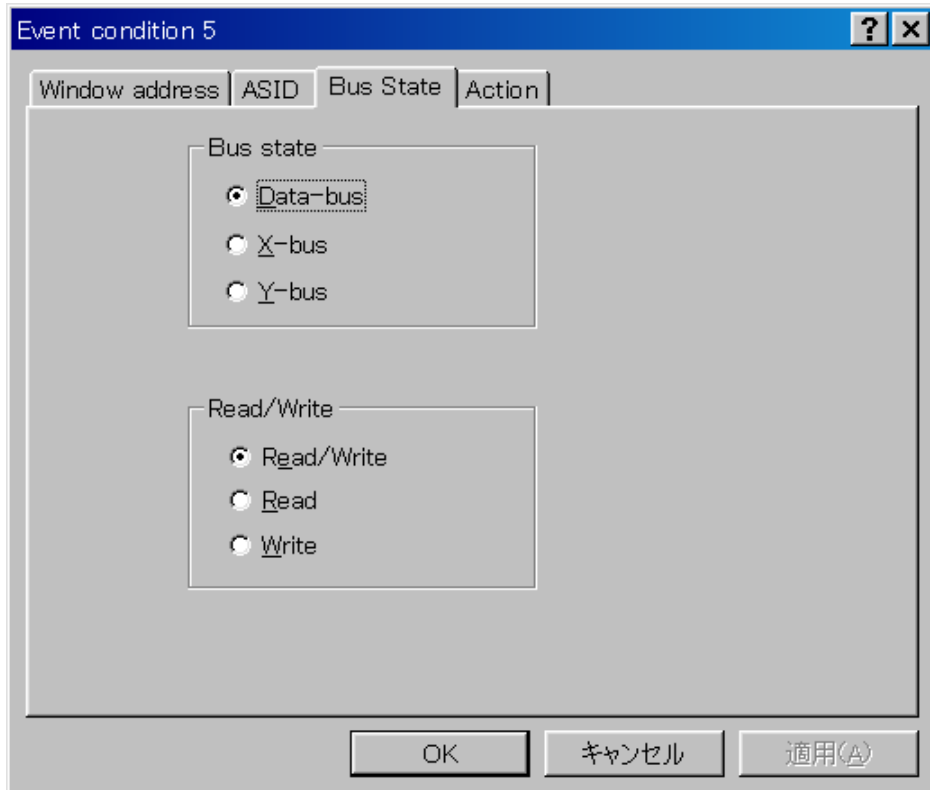 Event condition 5
Window address ASID Bus State Action
Bus state
Data-bus
X-bus
Y-bus
Read/Write
Read/Write
Read
Write
OK キャンセル 適用(A)